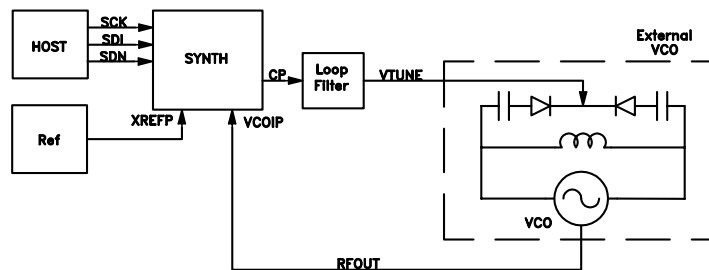 HOST
SCK
SDI
SDN
SYNTH
CP
Loop
Filter
VTUNE
External
VCO
Ref
XREFP
VCOIP
VCO
RFOUT